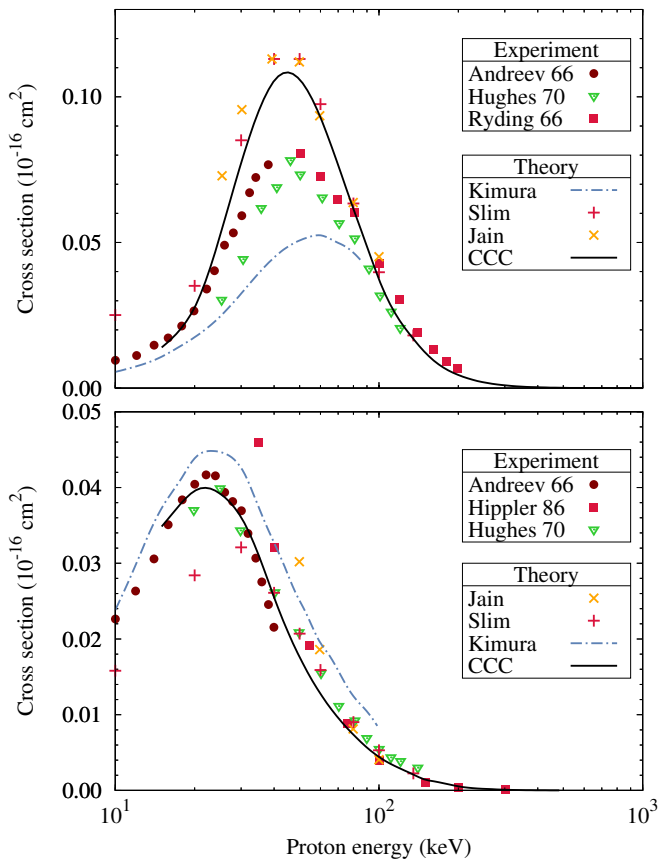 Cross section (10⁻¹⁶ cm²)
0.10
0.05
0.00
Experiment
Andreev 66
Hughes 70
Ryding 66
Theory
Kimura
Slim
Jain
CCC
Cross section (10⁻¹⁶ cm²)
0.05
0.04
0.03
0.02
0.01
0.00
Experiment
Andreev 66
Hippler 86
Hughes 70
Theory
Jain
Slim
Kimura
CCC
10¹ 10² 10³
Proton energy (keV)